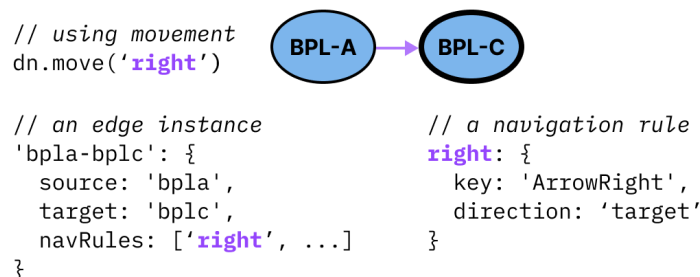 // using movement
dn.move(‘right’)
BPL-A
BPL-C
// an edge instance
'bpla-bplc': {
  source: 'bpla',
  target: 'bplc',
  navRules: [‘right’, ...]
}
// a navigation rule
right: {
  key: 'ArrowRight',
  direction: ‘target’
}